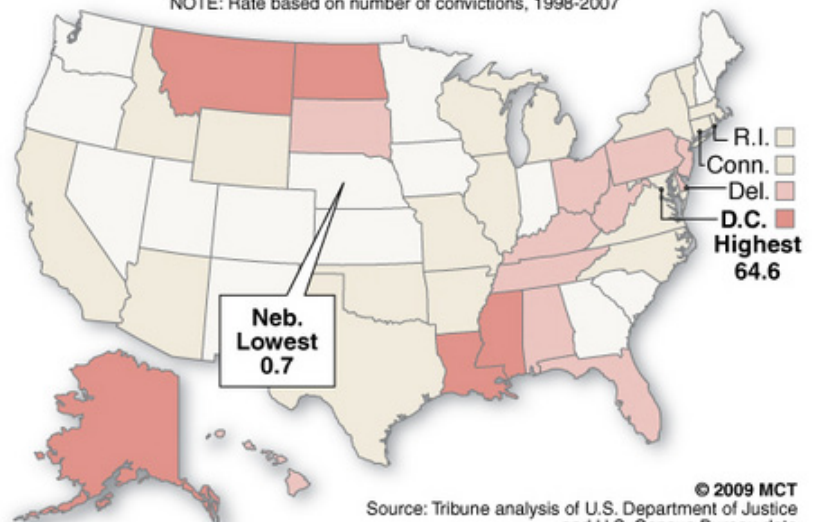 NOTE: Rate based on number of convictions, 1998-2007
R.I.
Conn.
Del.
D.C.
Highest
64.6
Neb.
Lowest
0.7
© 2009 MCT
Source: Tribune analysis of U.S. Department of Justice